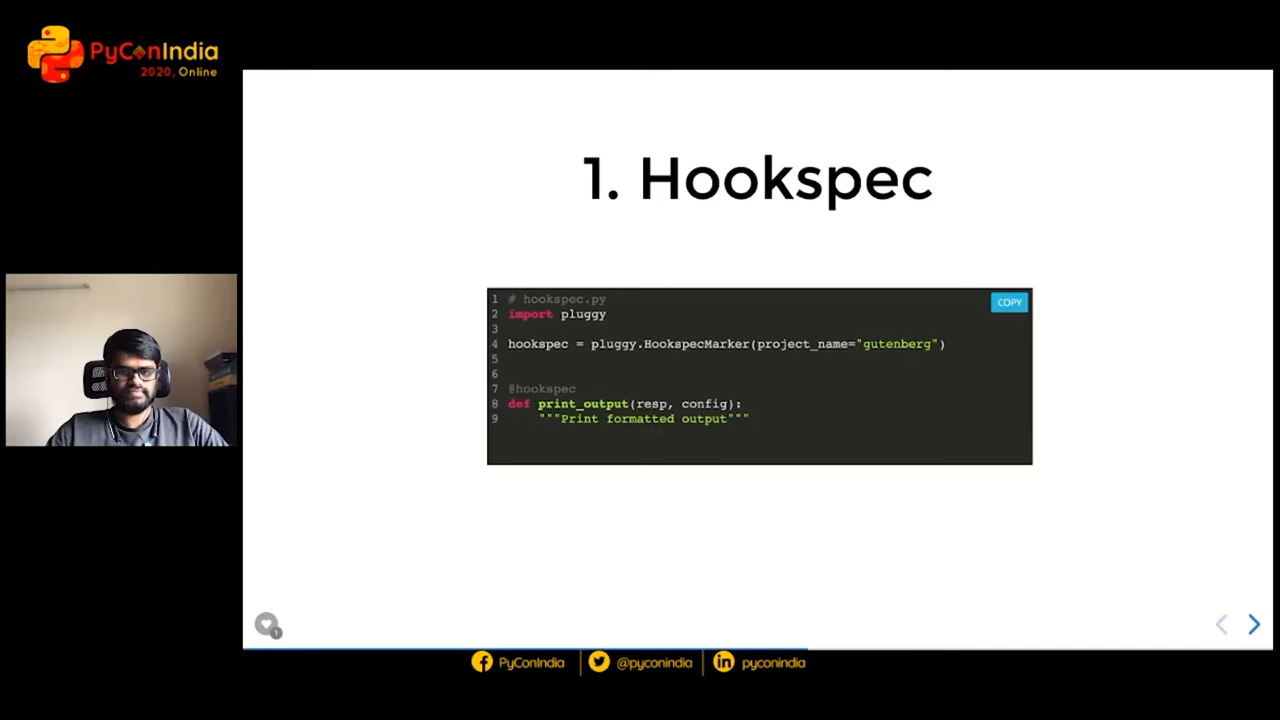 PyConIndia
2020, Online
1. Hookspec
COPY
1 # hookspec.py
2 import pluggy
3
4 hookspec = pluggy.HookspecMarker(project_name="gutenberg")
5
6
7 @hookspec
8 def print_output(resp, config):
9     """Print formatted output"""
1
PyConIndia
@pyconindia
pyconindia